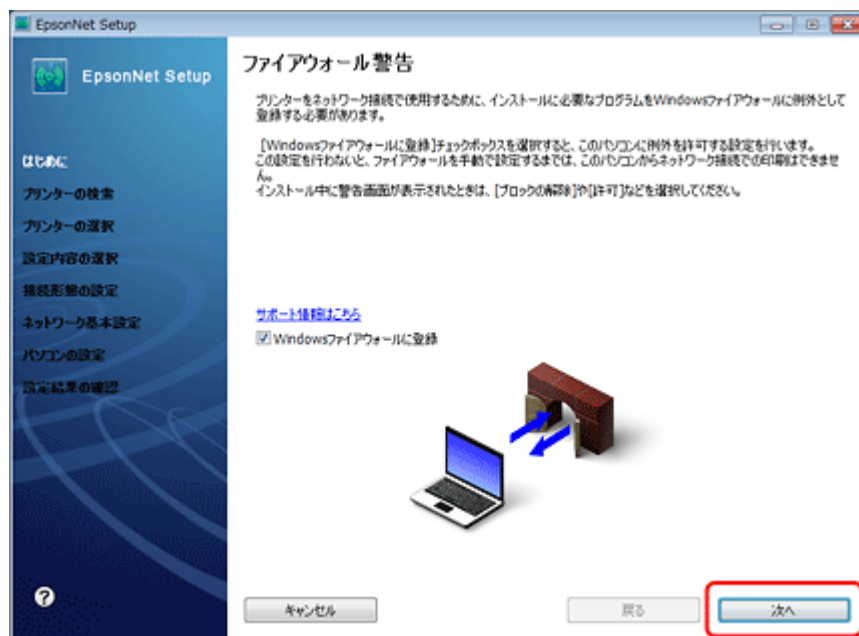 EpsonNet Setup
EpsonNet Setup
はじめに
プリンターの検索
プリンターの選択
設定内容の選択
接続形態の設定
ネットワーク基本設定
パソコンの設定
設定結果の確認
ファイアウォール警告
プリンターをネットワーク接続で使用するために、インストールに必要なプログラムをWindowsファイアウォールに例外として
登録する必要があります。
[Windowsファイアウォールに登録]チェックボックスを選択すると、このパソコンに例外を許可する設定を行います。
この設定を行わないと、ファイアウォールを手動で設定するまでは、このパソコンからネットワーク接続での印刷はできませ
ん。
インストール中に警告画面が表示されたときは、[ブロックの解除]や[許可]などを選択してください。
サポート情報はこちら
Windowsファイアウォールに登録
?
キャンセル
戻る
次へ